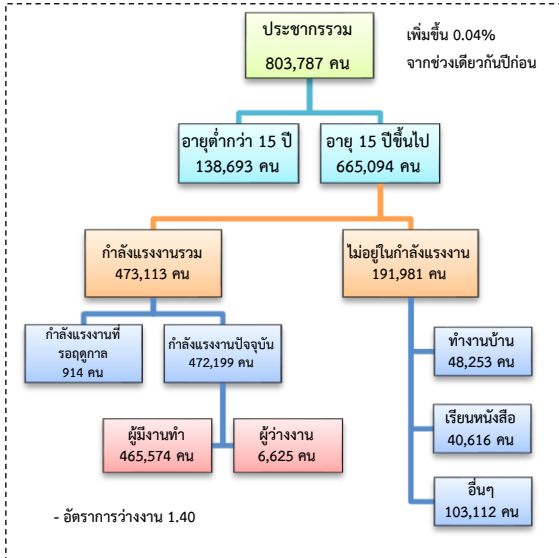 ประชากรรวม
803,787 คน
เพิ่มขึ้น 0.04%
จากช่วงเดียวกันปีก่อน
อายุต่ำกว่า 15 ปี
138,693 คน
อายุ 15 ปีขึ้นไป
665,094 คน
กำลังแรงงานรวม
473,113 คน
ไม่อยู่ในกำลังแรงงาน
191,981 คน
กำลังแรงงานที่
รอฤดูกาล
914 คน
กำลังแรงงานปัจจุบัน
472,199 คน
ทำงานบ้าน
48,253 คน
ผู้มีงานทำ
465,574 คน
ผู้ว่างงาน
6,625 คน
เรียนหนังสือ
40,616 คน
อื่นๆ
103,112 คน
- อัตราการว่างงาน 1.40